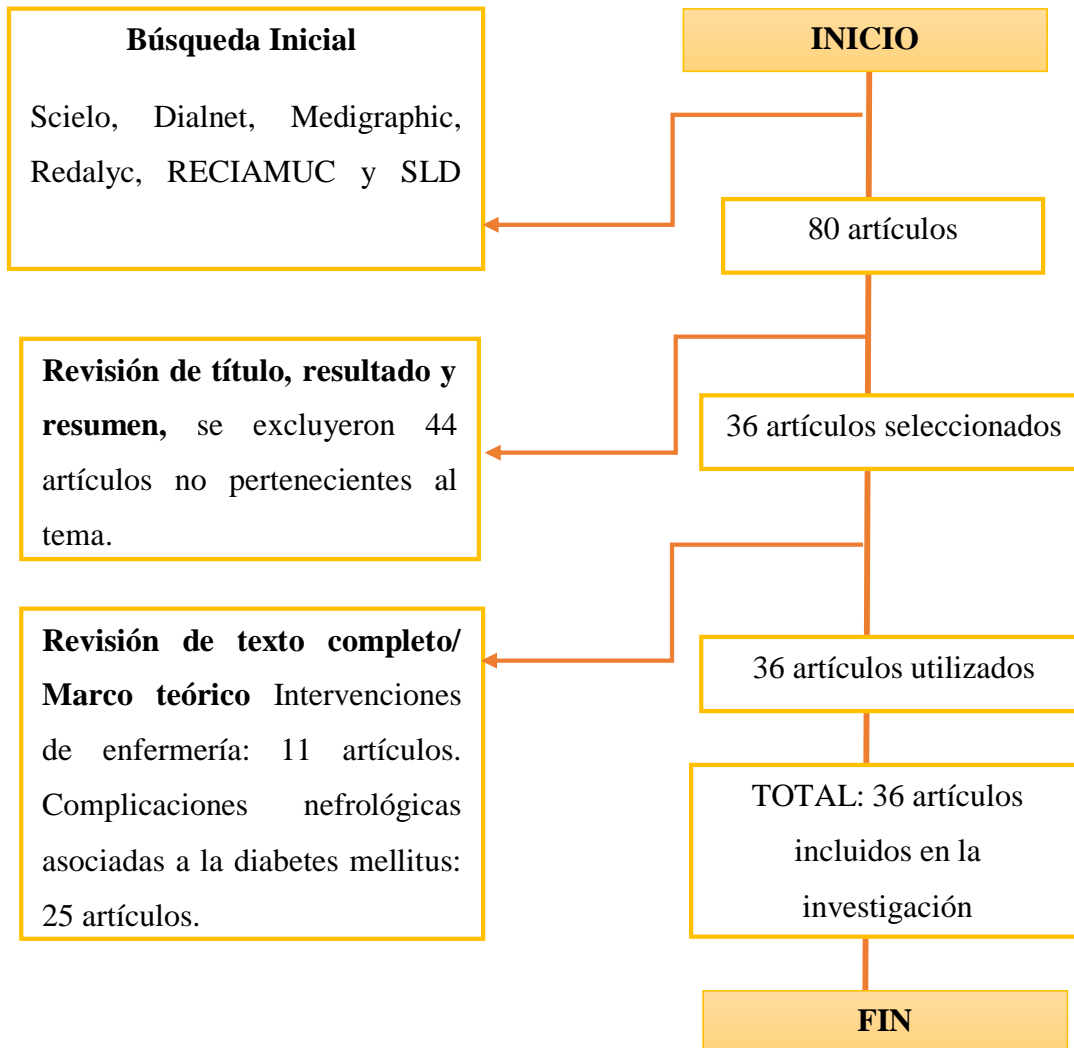 Búsqueda Inicial
Scielo, Dialnet, Medigraphic,
Redalyc, RECIAMUC y SLD
INICIO
80 artículos
Revisión de título, resultado y
resumen, se excluyeron 44
artículos no pertenecientes al
tema.
36 artículos seleccionados
Revisión de texto completo/
Marco teórico Intervenciones
de enfermería: 11 artículos.
Complicaciones nefrológicas
asociadas a la diabetes mellitus:
25 artículos.
36 artículos utilizados
TOTAL: 36 artículos
incluidos en la
investigación
FIN